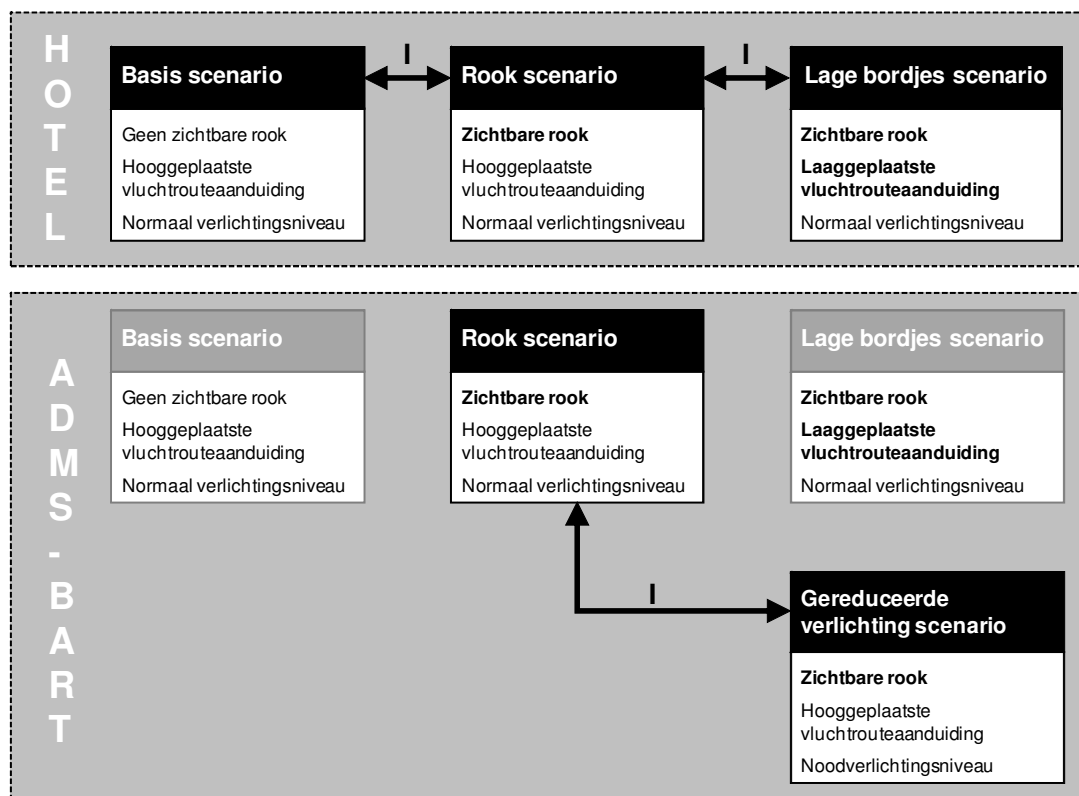 HOTEL
I
I
Basis scenario
Geen zichtbare rook
Hooggeplaatste
vluchtrouteaanduiding
Normaal verlichtingsniveau
Rook scenario
Zichtbare rook
Hooggeplaatste
vluchtrouteaanduiding
Normaal verlichtingsniveau
Lage bordjes scenario
Zichtbare rook
Laaggeplaatste
vluchtrouteaanduiding
Normaal verlichtingsniveau
ADMS-BART
Basis scenario
Geen zichtbare rook
Hooggeplaatste
vluchtrouteaanduiding
Normaal verlichtingsniveau
Rook scenario
Zichtbare rook
Hooggeplaatste
vluchtrouteaanduiding
Normaal verlichtingsniveau
Lage bordjes scenario
Zichtbare rook
Laaggeplaatste
vluchtrouteaanduiding
Normaal verlichtingsniveau
I
Gereduceerde
verlichting scenario
Zichtbare rook
Hooggeplaatste
vluchtrouteaanduiding
Noodverlichtingsniveau